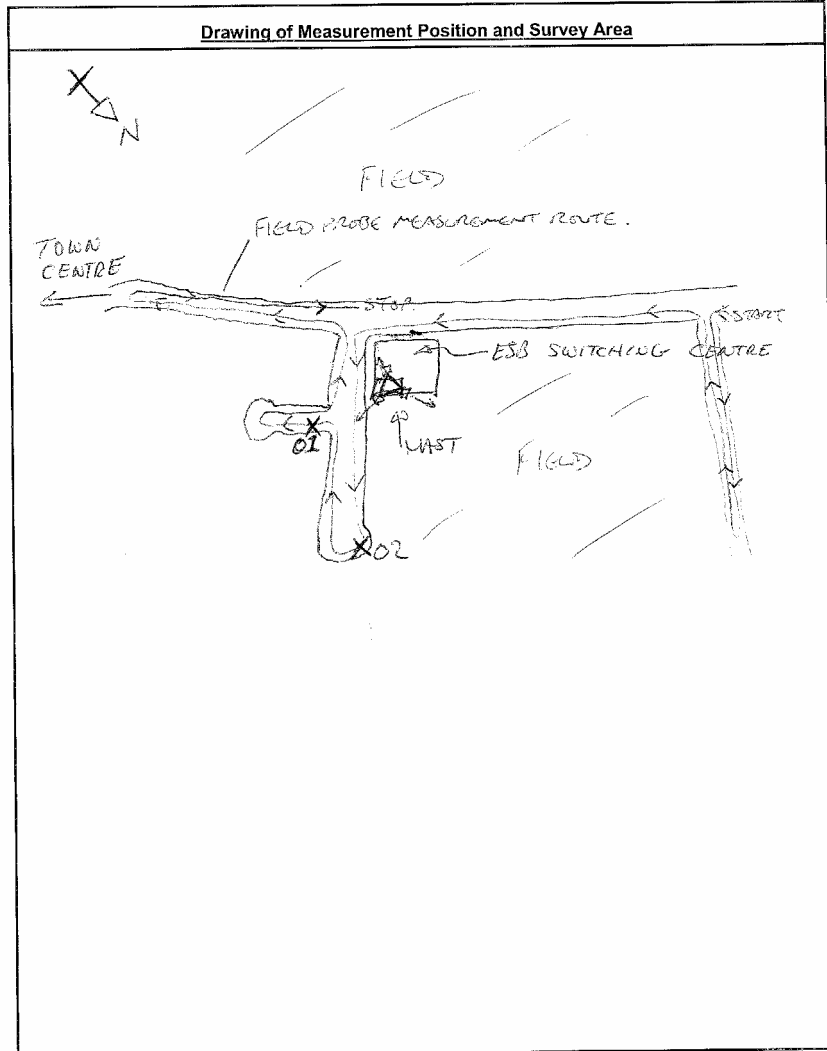 Drawing of Measurement Position and Survey Area
N
FIELD
FIELD PROBE MEASUREMENT ROUTE.
TOWN
CENTRE
STOP.
START
ESB SWITCHING CENTRE
01
MAST
FIELD
02